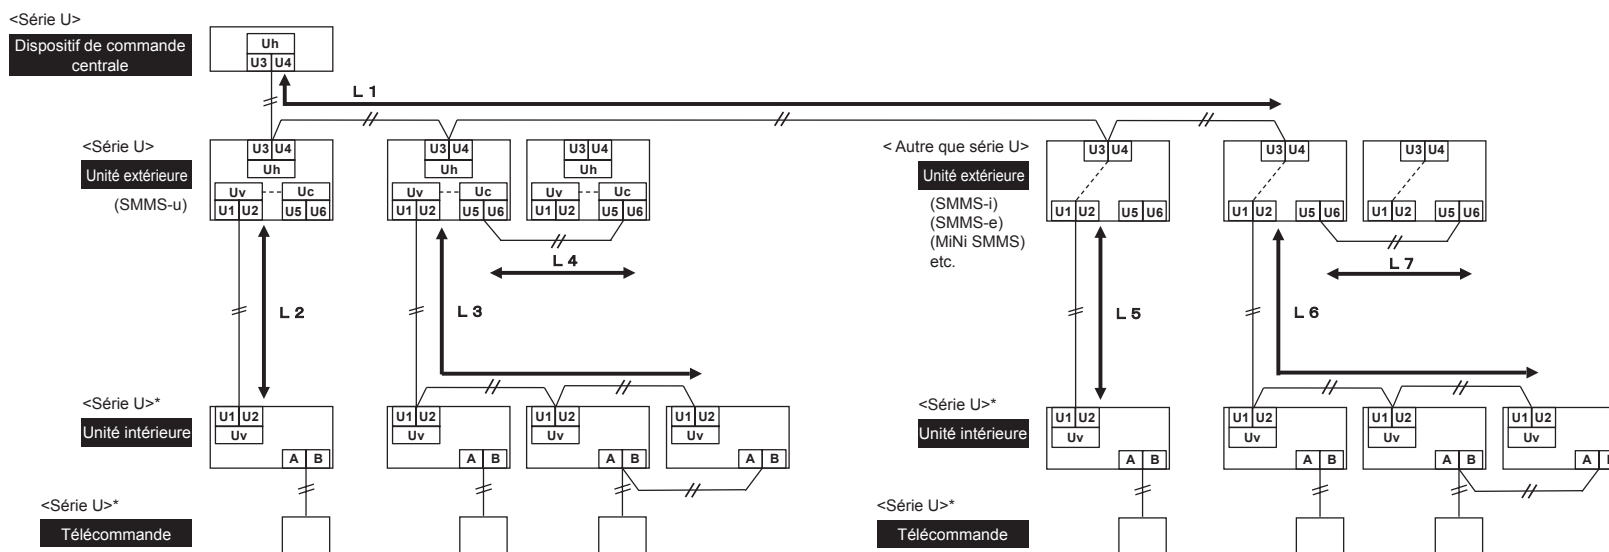 <Série U>
Dispositif de commande
centrale
Uh
U3 U4
L 1
<Série U>
Unité extérieure
(SMMS-u)
U3 U4
Uh
Uv
Uc
U1 U2
U5 U6
U3 U4
Uh
Uv
Uc
U1 U2
U5 U6
U3 U4
Uh
Uv
Uc
U1 U2
U5 U6
< Autre que série U>
Unité extérieure
(SMMS-i)
(SMMS-e)
(MiNi SMMS)
etc.
U3 U4
U1 U2
U5 U6
U3 U4
U1 U2
U5 U6
U3 U4
U1 U2
U5 U6
L 2
L 3
L 4
L 5
L 6
L 7
<Série U>*
Unité intérieure
U1 U2
Uv
A B
U1 U2
Uv
A B
U1 U2
Uv
A B
U1 U2
Uv
A B
<Série U>*
Unité intérieure
U1 U2
Uv
A B
U1 U2
Uv
A B
U1 U2
Uv
A B
U1 U2
Uv
A
<Série U>*
Télécommande
<Série U>*
Télécommande